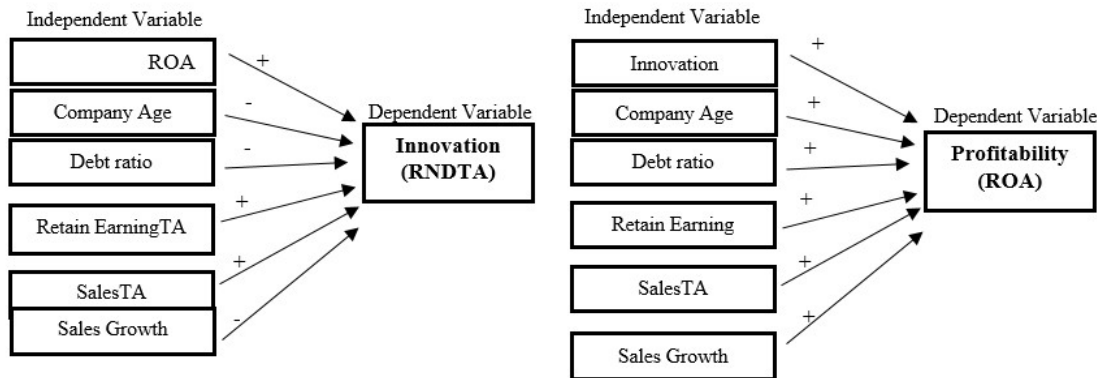 Independent Variable
ROA
+
Company Age
-
Debt ratio
-
Retain EarningTA
+
SalesTA
+
Sales Growth
-
Dependent Variable
Innovation
(RNDTA)
Independent Variable
Innovation
+
Company Age
+
Debt ratio
+
Retain Earning
+
SalesTA
+
Sales Growth
+
Dependent Variable
Profitability
(ROA)